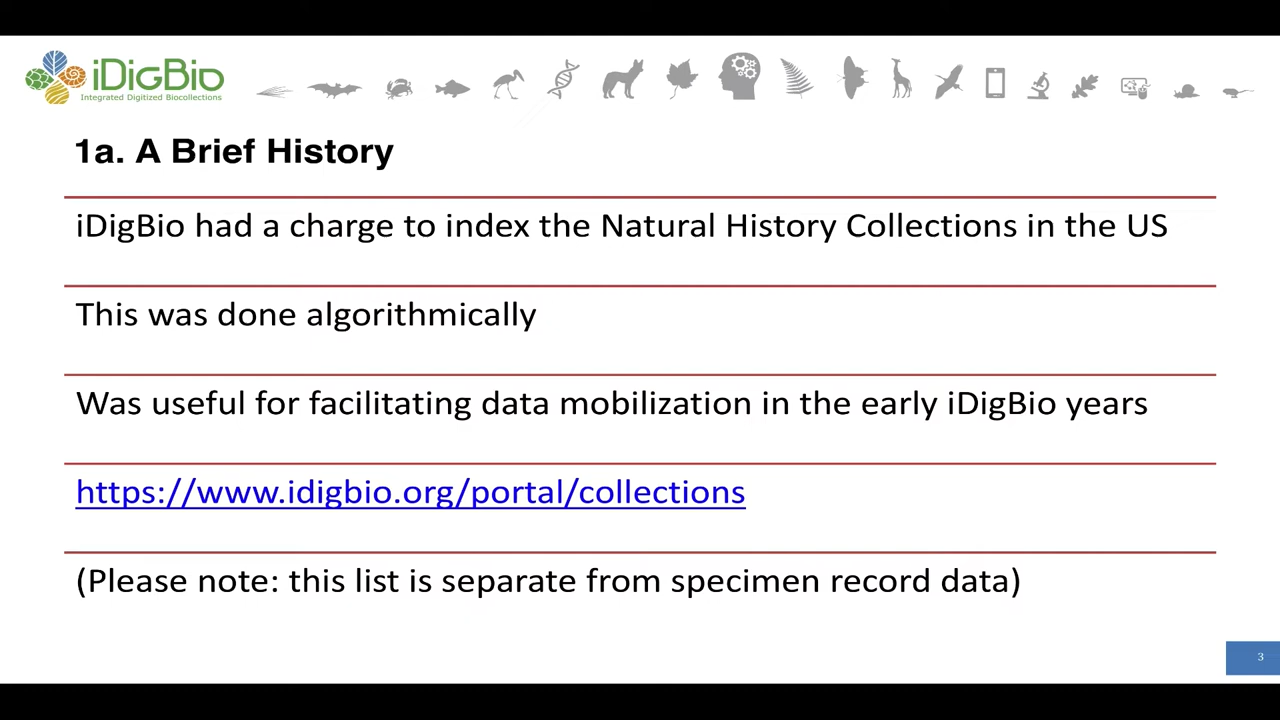 iDigBio
Integrated Digitized Biocollections
1a. A Brief History
iDigBio had a charge to index the Natural History Collections in the US
This was done algorithmically
Was useful for facilitating data mobilization in the early iDigBio years
https://www.idigbio.org/portal/collections
(Please note: this list is separate from specimen record data)
3